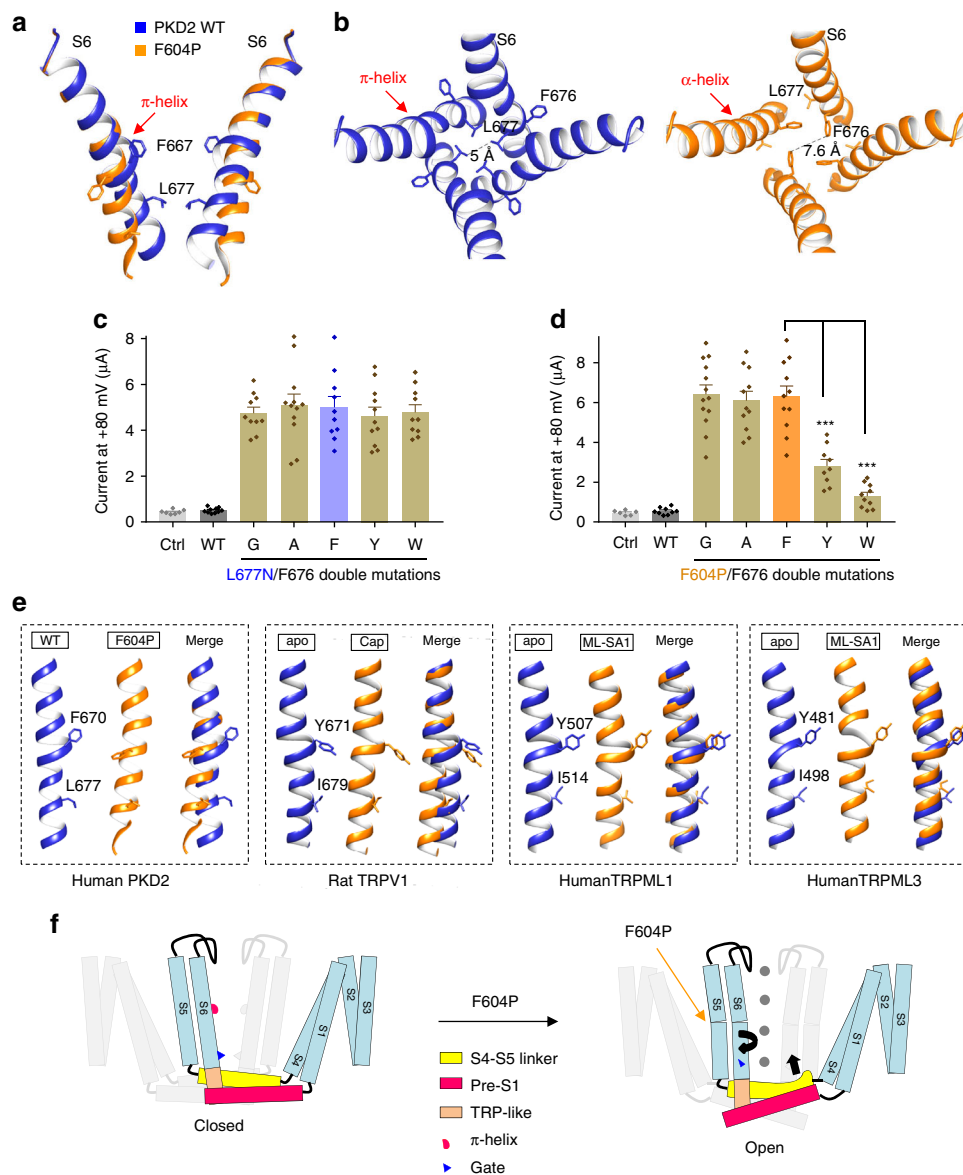 a
PKD2 WT
F604P
S6
S6
π-helix
F667
L677
b
S6
π-helix
F676
L677
5 Å
S6
α-helix
L677
F676
7.6 Å
c
Current at +80 mV (µA)
8
6
4
2
0
Ctrl WT G A F Y W
L677N/F676 double mutations
d
Current at +80 mV (µA)
8
6
4
2
0
***
***
Ctrl WT G A F Y W
F604P/F676 double mutations
e
WT F604P Merge
F670
L677
Human PKD2
apo Cap Merge
Y671
I679
Rat TRPV1
apo ML-SA1 Merge
Y507
I514
HumanTRPML1
apo ML-SA1 Merge
Y481
I498
HumanTRPML3
f
S5
S6
S4
S1
S2
S3
Closed
F604P
S4-S5 linker
Pre-S1
TRP-like
π-helix
Gate
F604P
S5
S6
S4
S1
S2
S3
Open